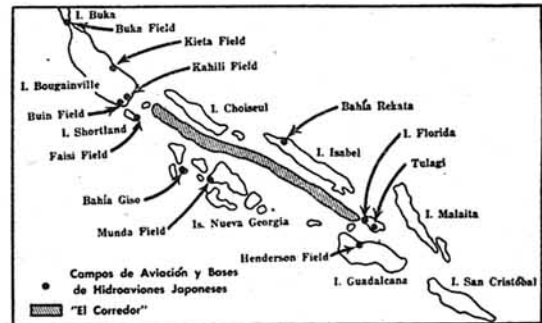 I. Buka
Buka Field
Kieta Field
Kahili Field
I. Bougainville
I. Choiseul
Bahía Rekata
Buin Field
I. Shortland
I. Florida
Faisi Field
I. Isabel
Tulagi
Bahía Giso
I. Malaita
Munda Field
Is. Nueva Georgia
Henderson Field
I. Guadalcana
I. San Cristóbal
Campos de Aviación y Boses
de Hidroaviones Japoneses
"El Corredor"